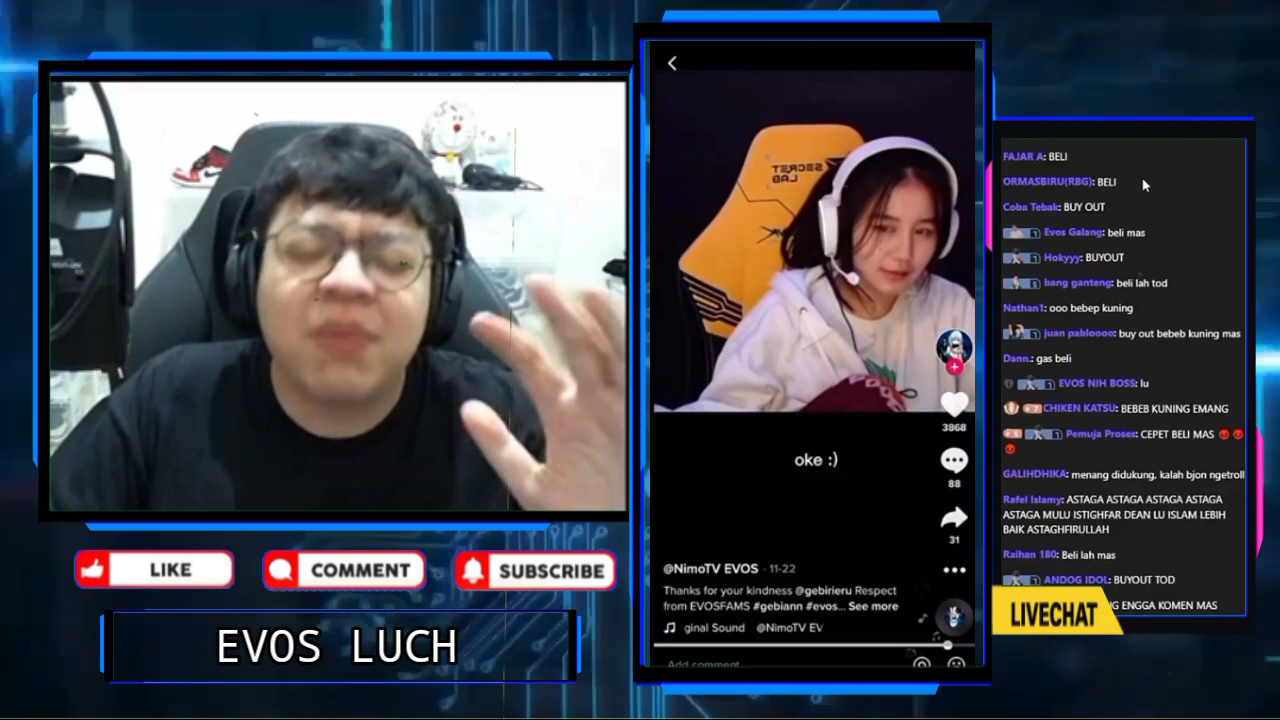 LIKE
COMMENT
SUBSCRIBE
EVOS LUCH
SECRET
LAB
oke :)
3868
88
31
@NimoTV EVOS · 11-22
Thanks for your kindness @gebirieru Respect
from EVOSFAMS #gebiann #evos... See more
ginal Sound @NimoTV EV
Add comment
FAJAR A: BELI
ORMASBIRU(RBG): BELI
Coba Tebak: BUY OUT
Evos Galang: beli mas
Hokyyy: BUYOUT
bang ganteng: beli lah tod
Nathan1: ooo bebep kuning
juan pabloooo: buy out bebeb kuning mas
Dann.: gas beli
EVOS NIH BOSS: lu
CHIKEN KATSU: BEBEB KUNING EMANG
Pemuja Proses: CEPET BELI MAS
GALIHDHIKA: menang didukung, kalah bjon ngetroll
Rafel Islamy: ASTAGA ASTAGA ASTAGA ASTAGA
ASTAGA MULU ISTIGHFAR DEAN LU ISLAM LEBIH
BAIK ASTAGHFIRULLAH
Raihan 180: Beli lah mas
ANDOG IDOL: BUYOUT TOD
ENGGA KOMEN MAS
LIVECHAT